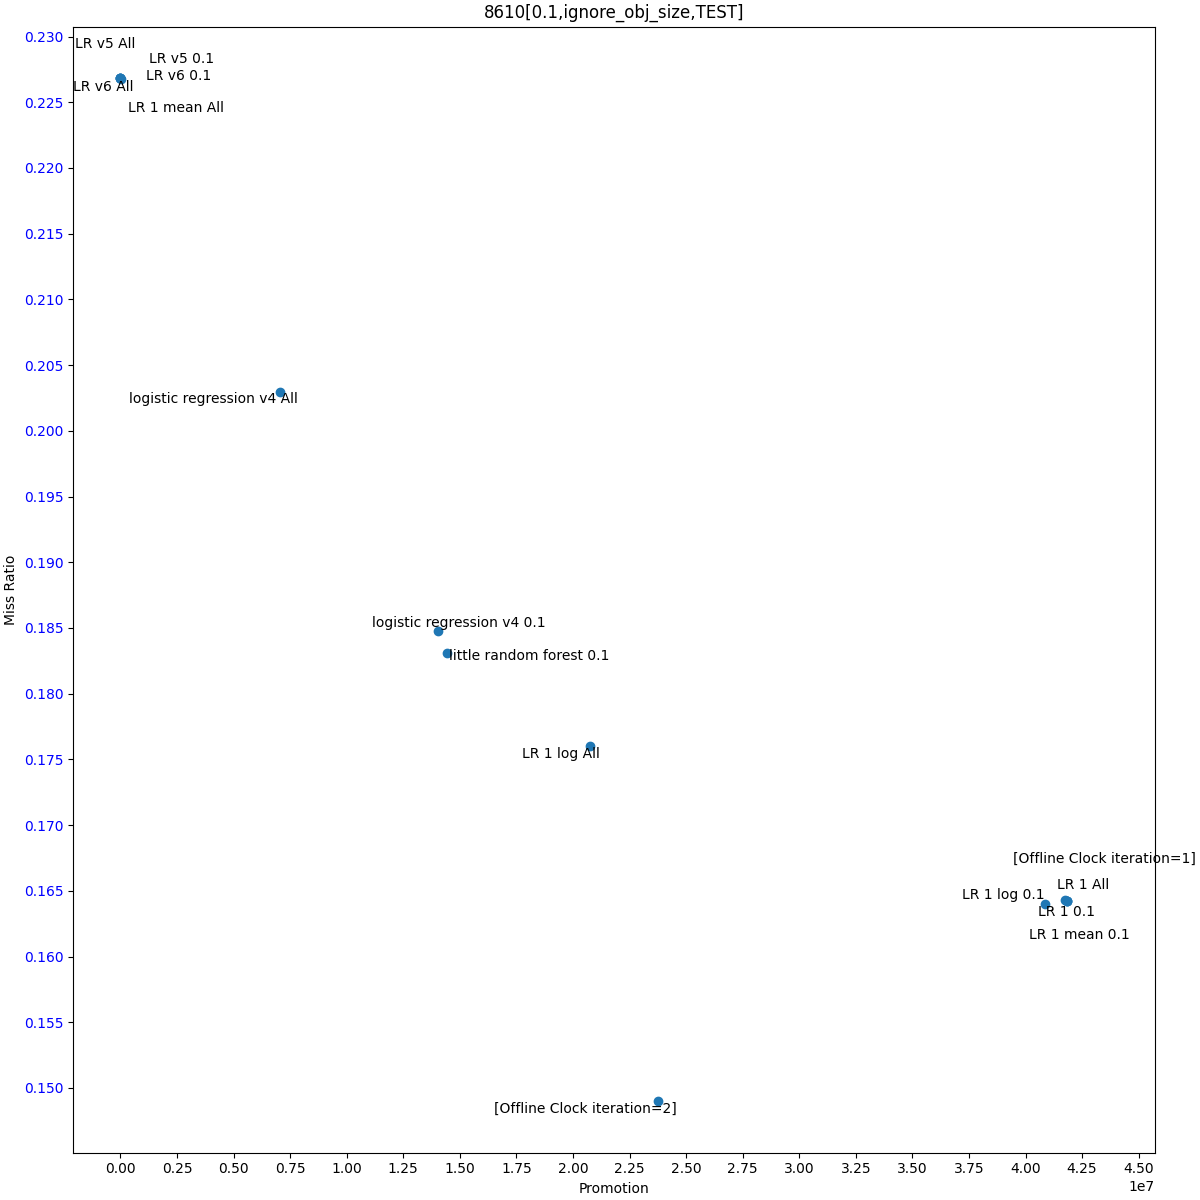 8610[0.1,ignore_obj_size,TEST]
0.230
LR v5 All
LR v5 0.1
LR v6 0.1
LR v6 All
0.225
LR 1 mean All
0.220
0.215
0.210
0.205
logistic regression v4 All
0.200
0.195
0.190
Miss Ratio
0.185
logistic regression v4 0.1
little random forest 0.1
0.180
LR 1 log All
0.175
0.170
[Offline Clock iteration=1]
LR 1 All
0.165
LR 1 log 0.1
LR 1 0.1
LR 1 mean 0.1
0.160
0.155
0.150
[Offline Clock iteration=2]
0.00 0.25 0.50 0.75 1.00 1.25 1.50 1.75 2.00 2.25 2.50 2.75 3.00 3.25 3.50 3.75 4.00 4.25 4.50
1e7
Promotion